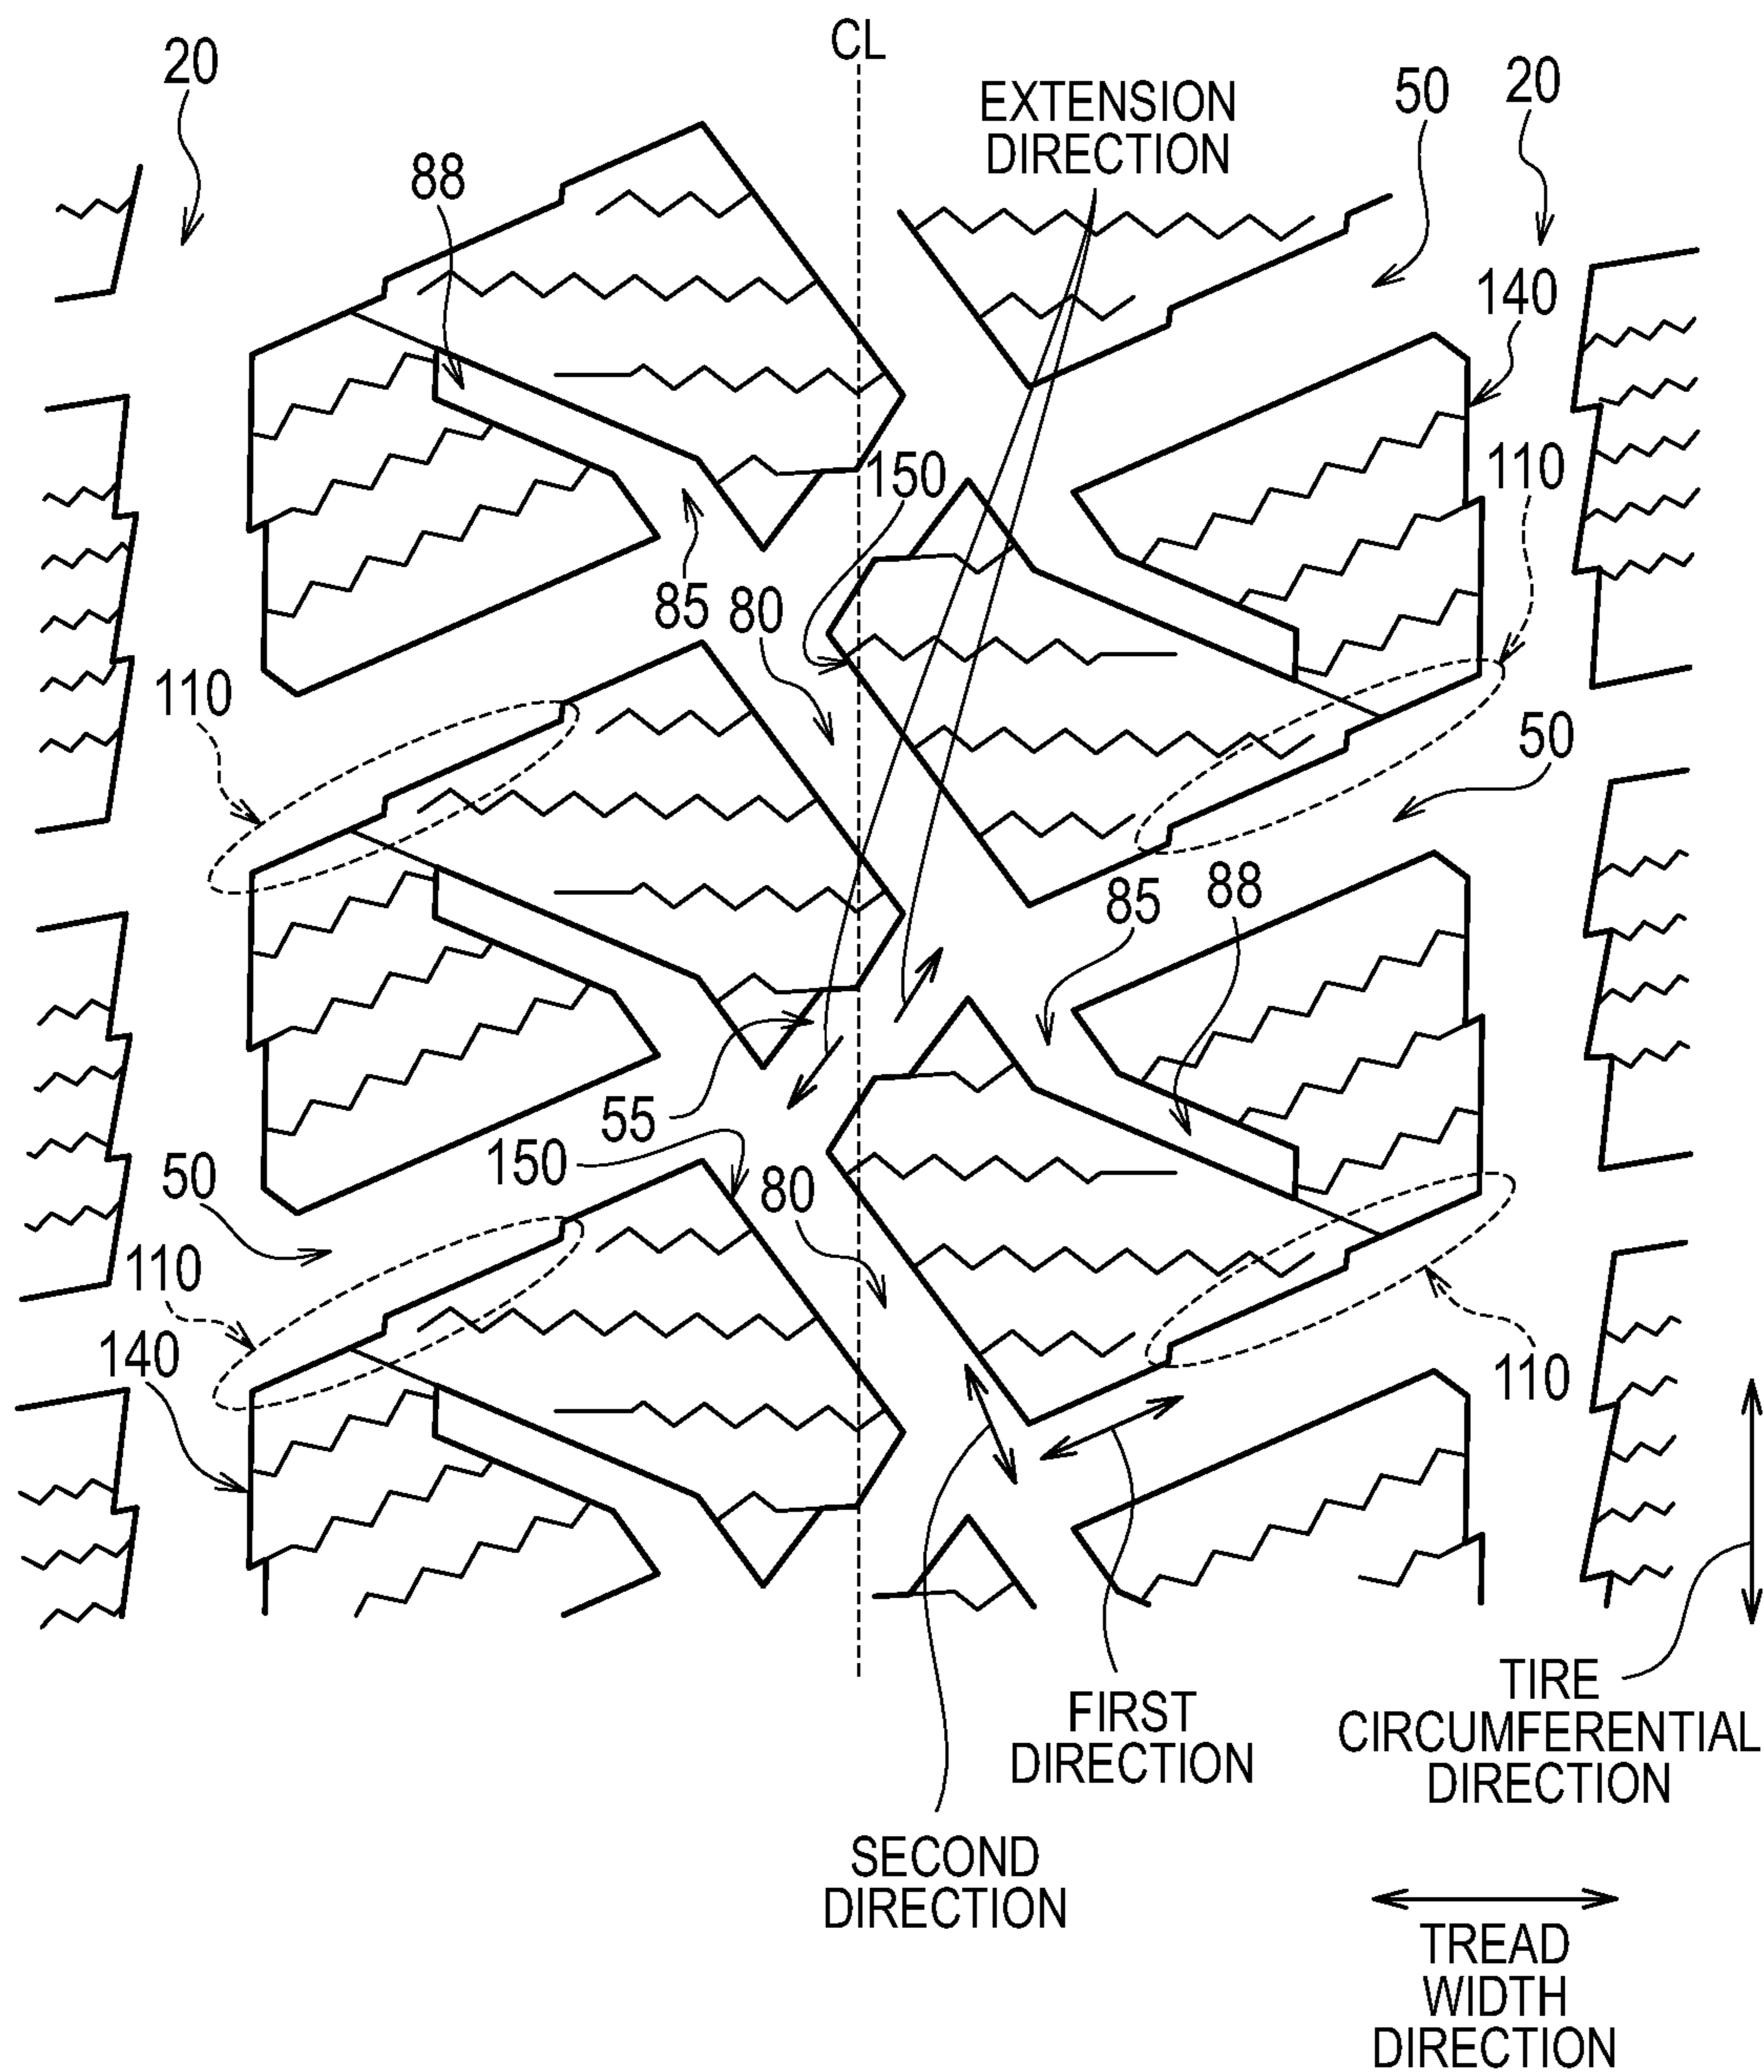 CL
20
EXTENSION
DIRECTION
50
20
88
140
150
110
85
80
110
50
85
88
55
150
80
50
110
140
110
FIRST
DIRECTION
TIRE
CIRCUMFERENTIAL
DIRECTION
SECOND
DIRECTION
TREAD
WIDTH
DIRECTION